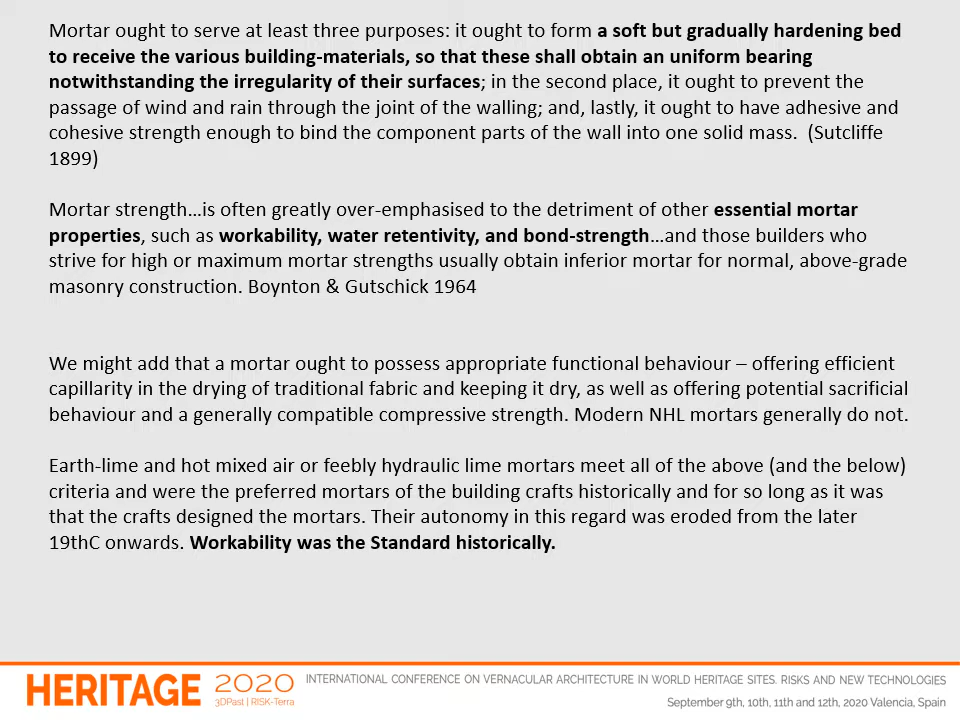 Mortar ought to serve at least three purposes: it ought to form a soft but gradually hardening bed
to receive the various building-materials, so that these shall obtain an uniform bearing
notwithstanding the irregularity of their surfaces; in the second place, it ought to prevent the
passage of wind and rain through the joint of the walling; and, lastly, it ought to have adhesive and
cohesive strength enough to bind the component parts of the wall into one solid mass.  (Sutcliffe
1899)
Mortar strength…is often greatly over-emphasised to the detriment of other essential mortar
properties, such as workability, water retentivity, and bond-strength…and those builders who
strive for high or maximum mortar strengths usually obtain inferior mortar for normal, above-grade
masonry construction. Boynton & Gutschick 1964
We might add that a mortar ought to possess appropriate functional behaviour – offering efficient
capillarity in the drying of traditional fabric and keeping it dry, as well as offering potential sacrificial
behaviour and a generally compatible compressive strength. Modern NHL mortars generally do not.
Earth-lime and hot mixed air or feebly hydraulic lime mortars meet all of the above (and the below)
criteria and were the preferred mortars of the building crafts historically and for so long as it was
that the crafts designed the mortars. Their autonomy in this regard was eroded from the later
19thC onwards. Workability was the Standard historically.
HERITAGE 2020
3DPast | RISK-Terra
INTERNATIONAL CONFERENCE ON VERNACULAR ARCHITECTURE IN WORLD HERITAGE SITES. RISKS AND NEW TECHNOLOGIES
September 9th, 10th, 11th and 12th, 2020 Valencia, Spain